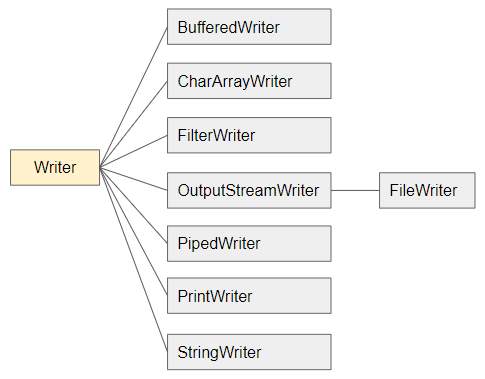 BufferedWriter
CharArrayWriter
FilterWriter
Writer
OutputStreamWriter
FileWriter
PipedWriter
PrintWriter
StringWriter